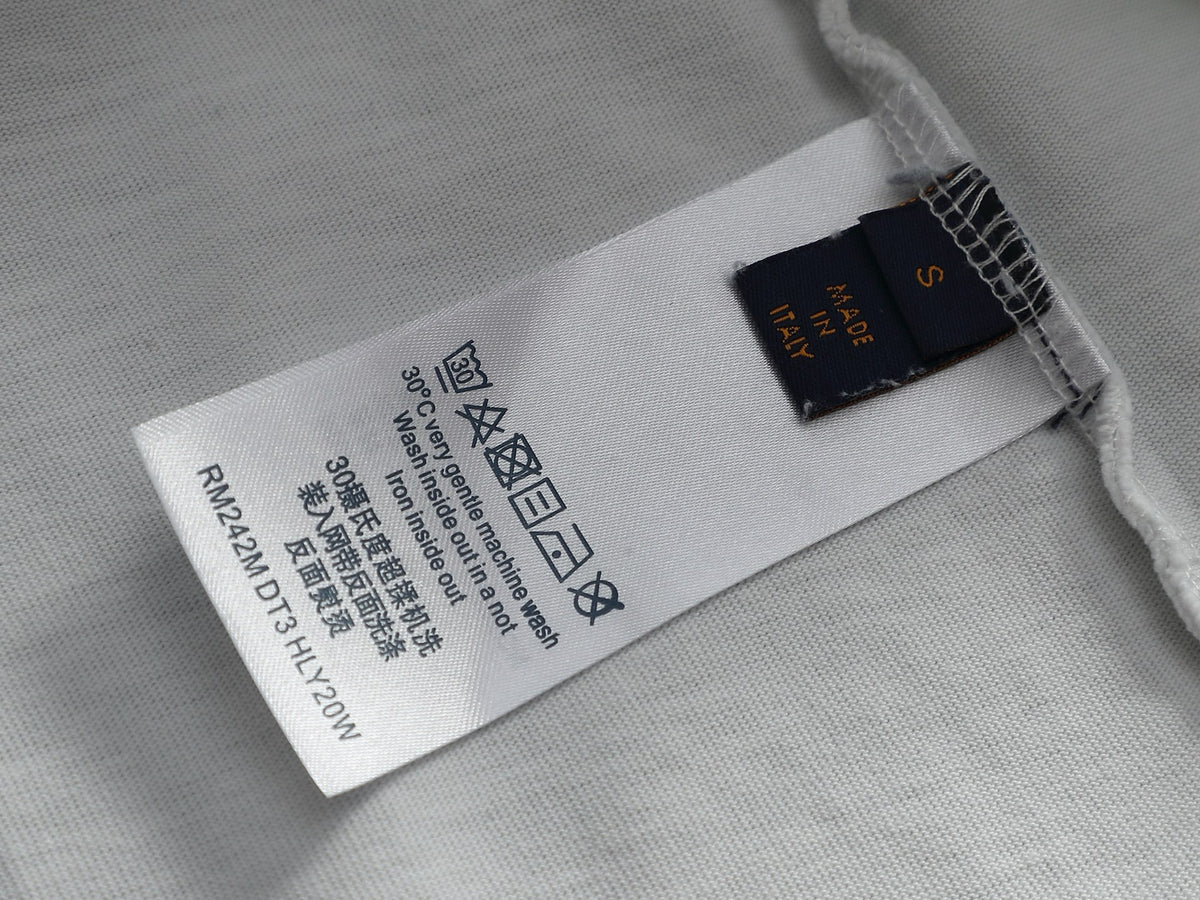 S
MADE
IN
ITALY
30
30°C very gentle machine wash
Wash inside out in a not
Iron inside out
30摄氏度超揉机洗
装入网带反面洗涤
反面熨烫
RM242M DT3 HLY20W